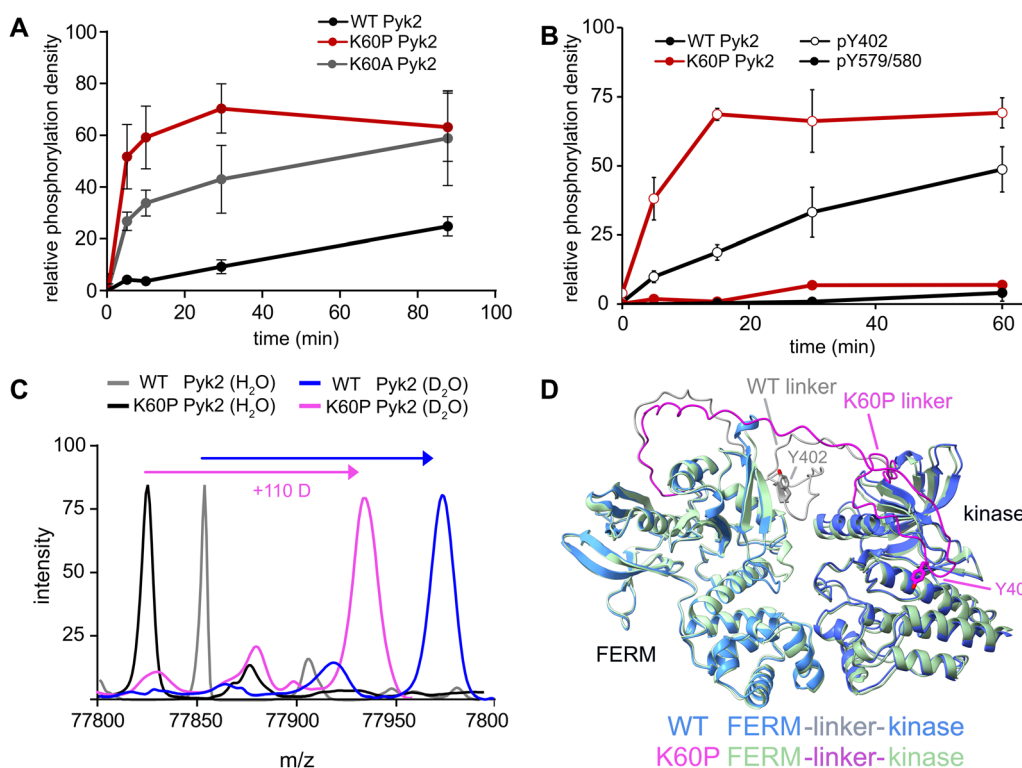 A
WT Pyk2
K60P Pyk2
K60A Pyk2
relative phosphorylation density
100
80
60
40
20
0
0 20 40 60 80 100
time (min)
B
WT Pyk2 pY402
K60P Pyk2 pY579/580
relative phosphorylation density
100
75
50
25
0
0 20 40 60
time (min)
C
WT Pyk2 (H2O) WT Pyk2 (D2O)
K60P Pyk2 (H2O) K60P Pyk2 (D2O)
intensity
100
75
50
25
+110 D
77800 77850 77900 77950 7800
m/z
D
WT linker
K60P linker
Y402
kinase
Y40
FERM
WT FERM-linker-kinase
K60P FERM-linker-kinase